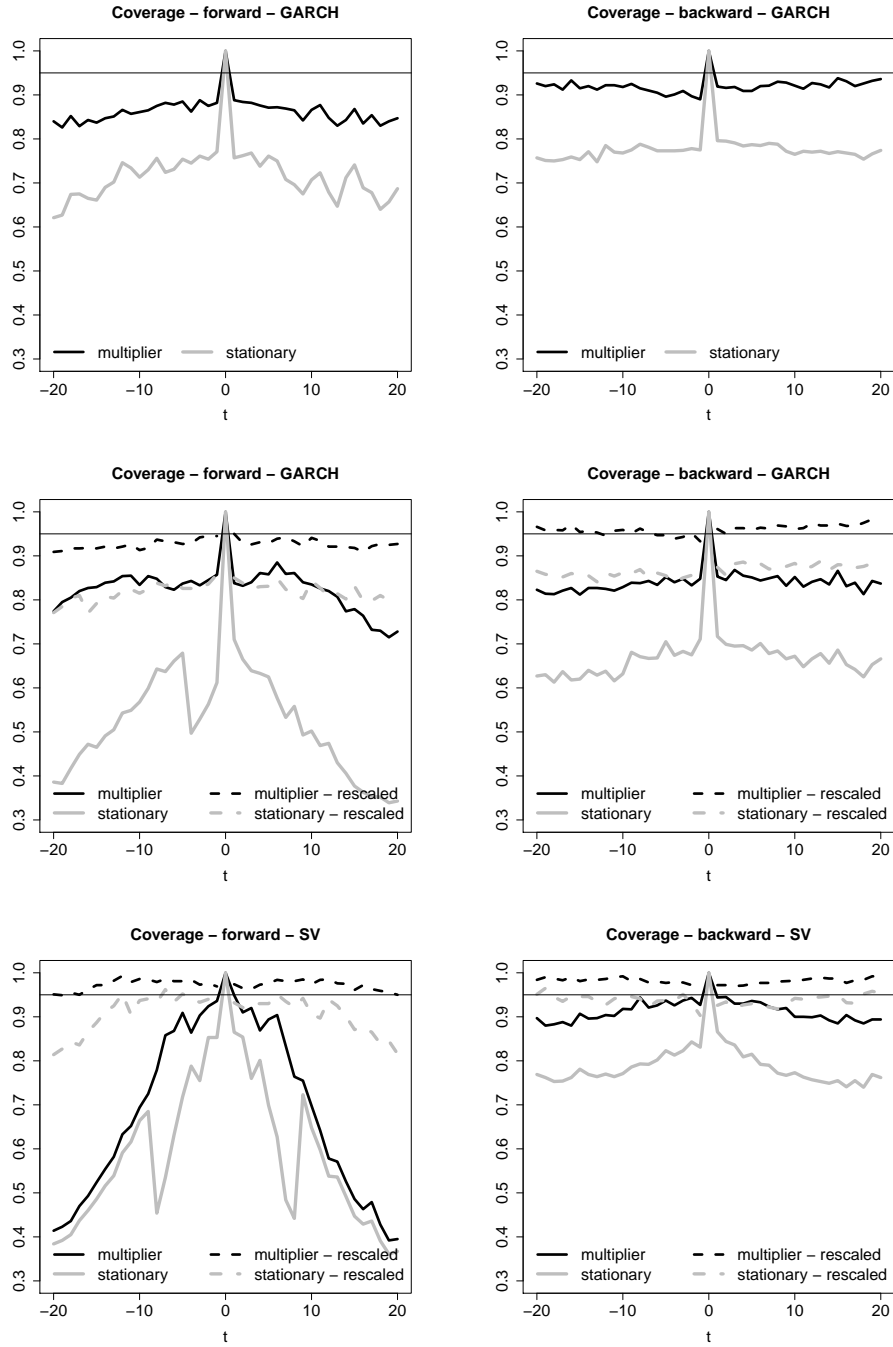 Coverage – forward – GARCH
1.0
0.9
0.8
0.7
0.6
0.5
0.4
0.3
multiplier stationary
−20 −10 0 10 20
t
Coverage – backward – GARCH
1.0
0.9
0.8
0.7
0.6
0.5
0.4
0.3
multiplier stationary
−20 −10 0 10 20
t
Coverage – forward – GARCH
1.0
0.9
0.8
0.7
0.6
0.5
0.4
0.3
multiplier multiplier – rescaled
stationary stationary – rescaled
−20 −10 0 10 20
t
Coverage – backward – GARCH
1.0
0.9
0.8
0.7
0.6
0.5
0.4
0.3
multiplier multiplier – rescaled
stationary stationary – rescaled
−20 −10 0 10 20
t
Coverage – forward – SV
1.0
0.9
0.8
0.7
0.6
0.5
0.4
0.3
multiplier multiplier – rescaled
stationary stationary – rescaled
−20 −10 0 10 20
t
Coverage – backward – SV
1.0
0.9
0.8
0.7
0.6
0.5
0.4
0.3
multiplier multiplier – rescaled
stationary stationary – rescaled
−20 −10 0 10 20
t